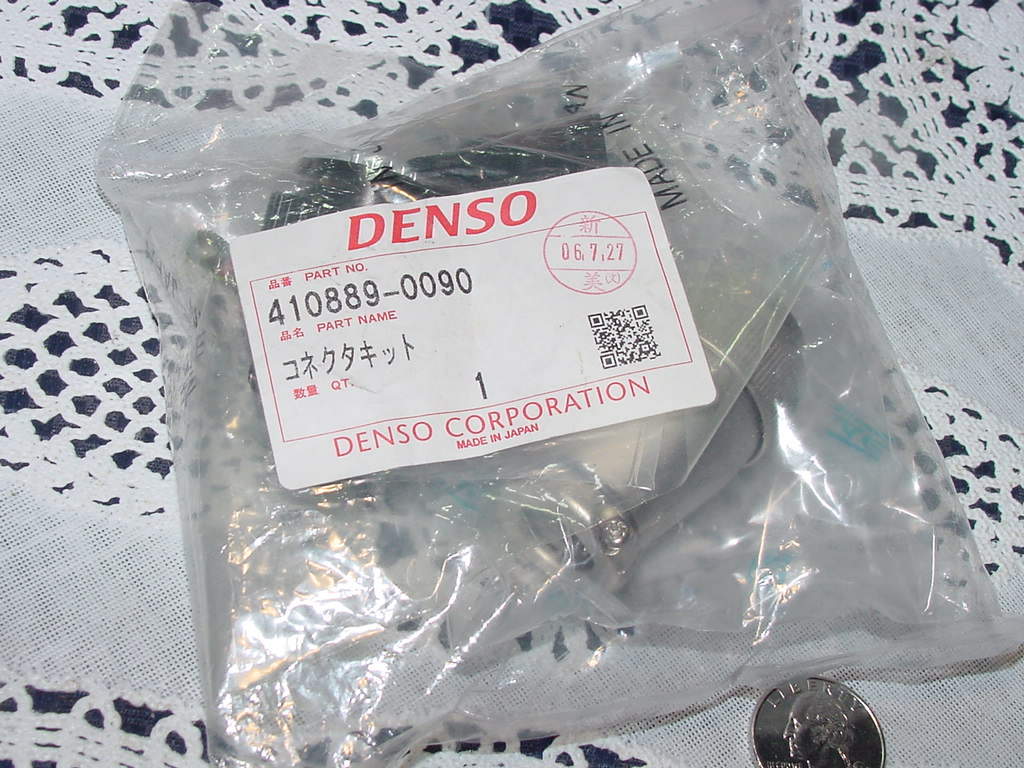 MADE IN
DENSO
新
06.7.27
美
品番 PART NO.
410889-0090
品名 PART NAME
コネクタキット
数量 QT
1
DENSO CORPORATION
MADE IN JAPAN
LIBERTY